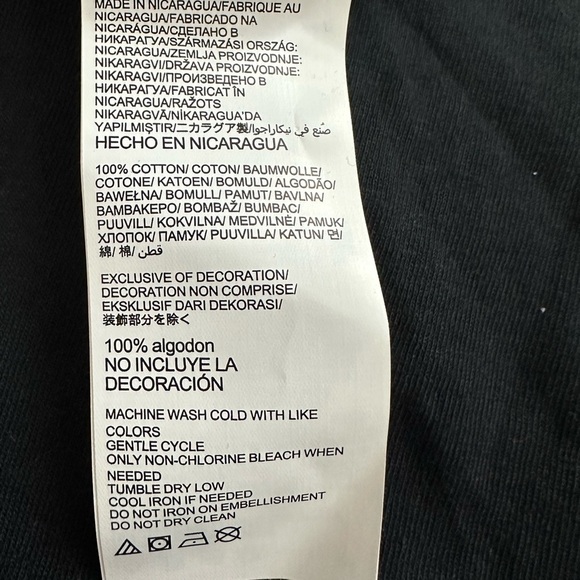 MADE IN NICARAGUA/FABRIQUE AU
NICARAGUA/FABRICADO NA
NICARÁGUA/СДЕЛАНО В
НИКАРАГУА/SZÁRMAZÁSI ORSZÁG:
NICARAGUA/ZEMLJA PROIZVODNJE:
NIKARAGVI/DRŽAVA PROIZVODNJE:
NIKARAGVI/ПРОИЗВЕДЕНО В
НИКАРАГУА/FABRICAT ÎN
NICARAGUA/RAŽOTS
NIKARAGVĀ/NİKARAGUA'DA
YAPILMIŞTIR/ニカラグア製/صُنع في نيكاراجوا
HECHO EN NICARAGUA
100% COTTON/ COTON/ BAUMWOLLE/
COTONE/ KATOEN/ BOMULD/ ALGODÃO/
BAWEŁNA/ BOMULL/ PAMUT/ BAVLNA/
ΒΑΜΒΑΚΕΡΟ/ BOMBAŽ/ BUMBAC/
PUUVILL/ KOKVILNA/ MEDVILNĖ/ PAMUK/
ХЛОПОК/ ПАМУК/ PUUVILLA/ KATUN/ 면/
綿/ 棉/ قطن
EXCLUSIVE OF DECORATION/
DECORATION NON COMPRISE/
EKSKLUSIF DARI DEKORASI/
装飾部分を除く
100% algodon
NO INCLUYE LA
DECORACIÓN
MACHINE WASH COLD WITH LIKE
COLORS
GENTLE CYCLE
ONLY NON-CHLORINE BLEACH WHEN
NEEDED
TUMBLE DRY LOW
COOL IRON IF NEEDED
DO NOT IRON ON EMBELLISHMENT
DO NOT DRY CLEAN